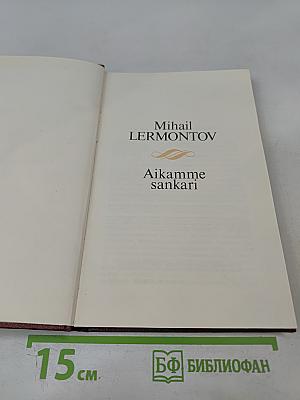 Mihail
LERMONTOV
Aikamme
sankari
15 см
БФ БИБЛИОФАН